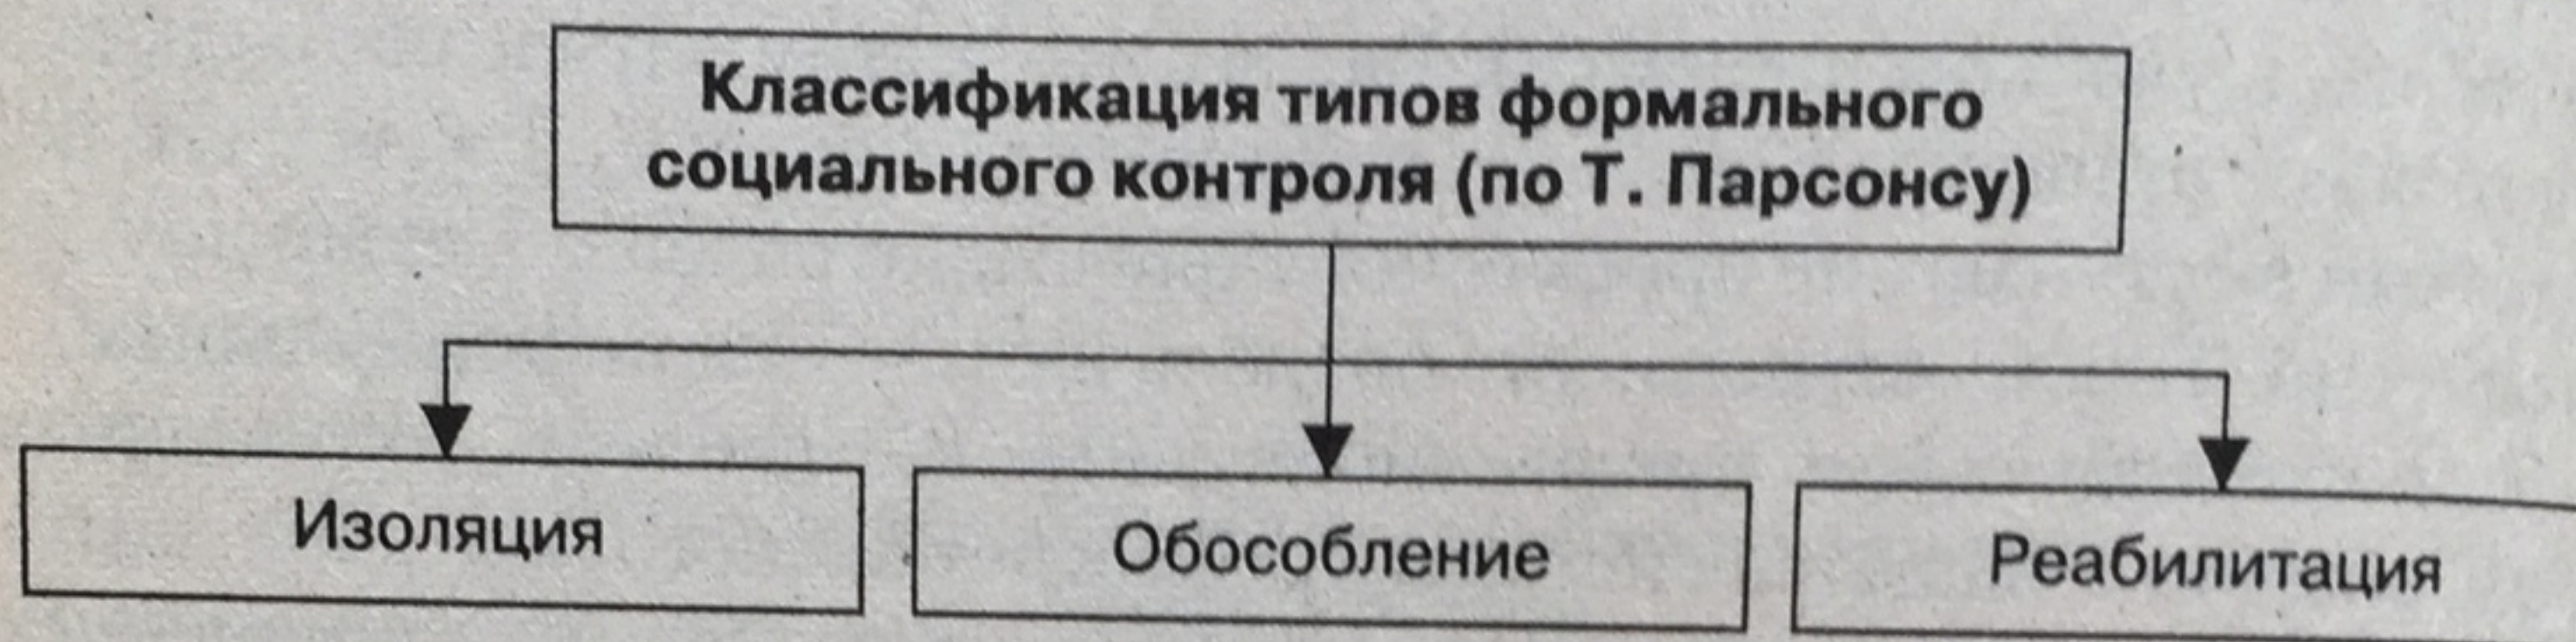 Классификация типов формального
социального контроля (по Т. Парсонсу)
Изоляция
Обособление
Реабилитация